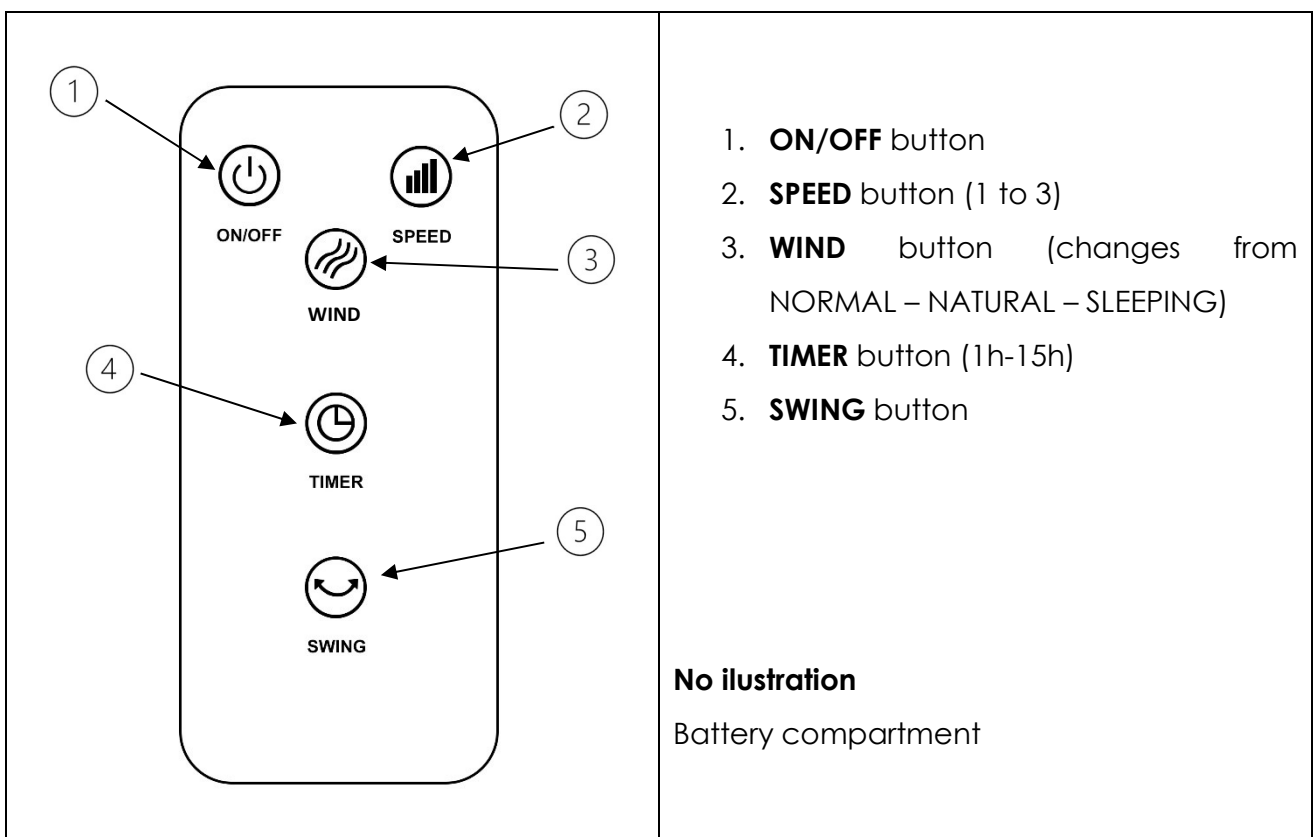 1
2
ON/OFF
SPEED
3
WIND
4
TIMER
5
SWING
1. ON/OFF button
2. SPEED button (1 to 3)
3. WIND button (changes from
NORMAL – NATURAL – SLEEPING)
4. TIMER button (1h-15h)
5. SWING button
No ilustration
Battery compartment